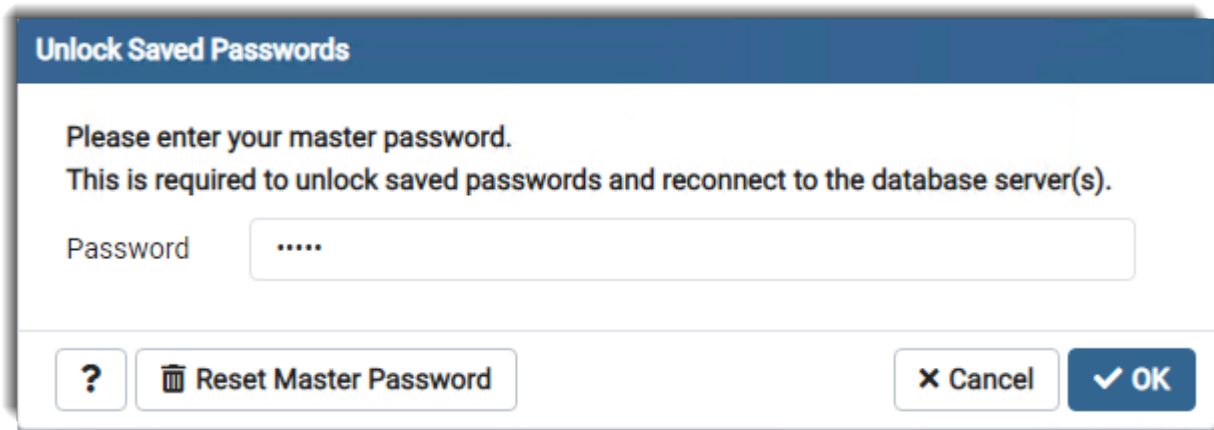 Unlock Saved Passwords
Please enter your master password.
This is required to unlock saved passwords and reconnect to the database server(s).
Password •••••
? Reset Master Password Cancel OK